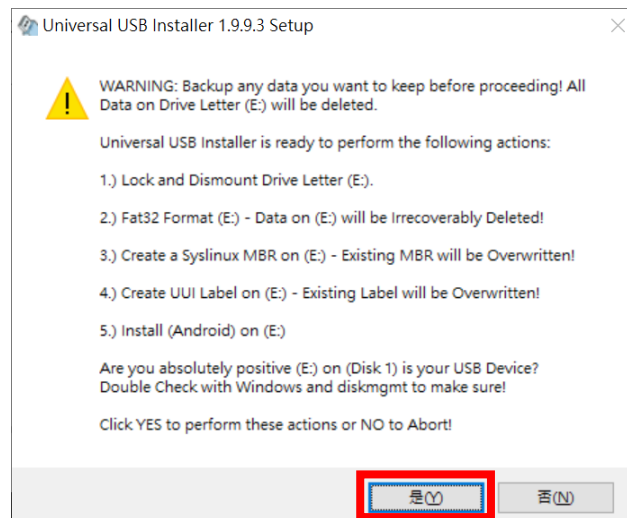 Universal USB Installer 1.9.9.3 Setup
WARNING: Backup any data you want to keep before proceeding! All
Data on Drive Letter (E:) will be deleted.
Universal USB Installer is ready to perform the following actions:
1.) Lock and Dismount Drive Letter (E:).
2.) Fat32 Format (E:) - Data on (E:) will be Irrecoverably Deleted!
3.) Create a Syslinux MBR on (E:) - Existing MBR will be Overwritten!
4.) Create UUI Label on (E:) - Existing Label will be Overwritten!
5.) Install (Android) on (E:)
Are you absolutely positive (E:) on (Disk 1) is your USB Device?
Double Check with Windows and diskmgmt to make sure!
Click YES to perform these actions or NO to Abort!
是(Y) 否(N)